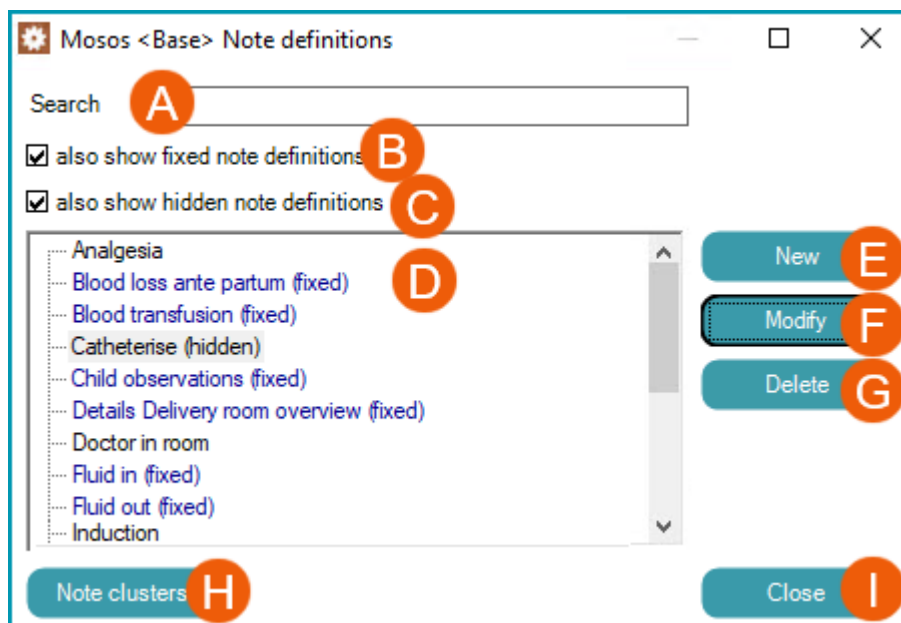 Mosos <Base> Note definitions
Search A
also show fixed note definitions B
also show hidden note definitions C
Analgesia
D
Blood loss ante partum (fixed)
Blood transfusion (fixed)
Catheterise (hidden)
Child observations (fixed)
Details Delivery room overview (fixed)
Doctor in room
Fluid in (fixed)
Fluid out (fixed)
Induction
New E
Modify F
Delete G
Note clusters H
Close I